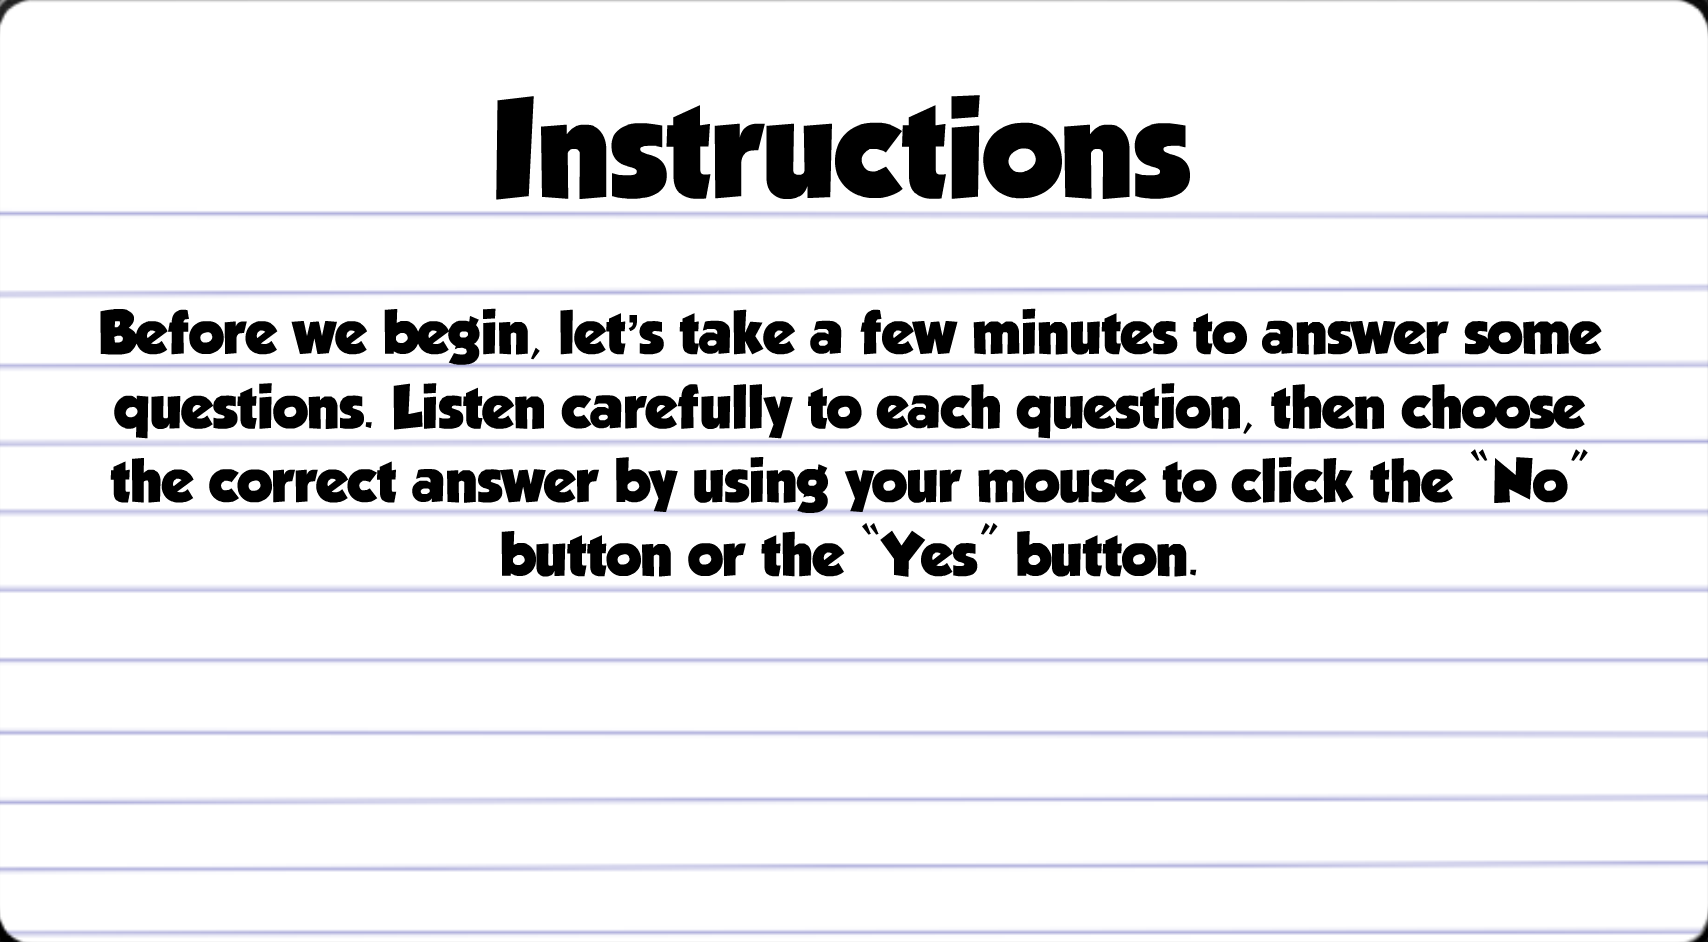 Instructions
Before we begin, let's take a few minutes to answer some
questions. Listen carefully to each question, then choose
the correct answer by using your mouse to click the "No"
button or the "Yes" button.